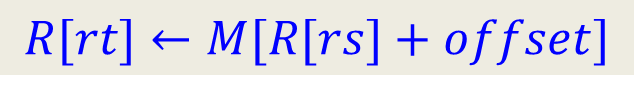 R[rt] ← M[R[rs] + offset]